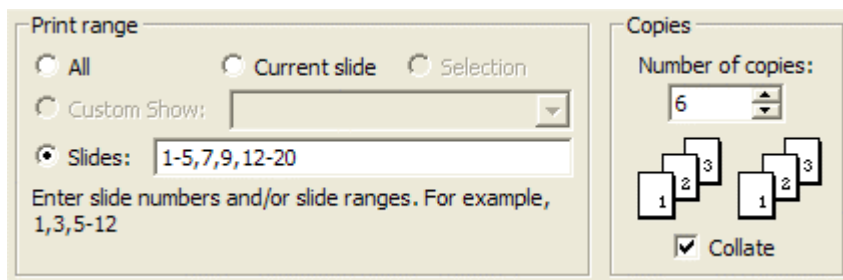 Print range
All Current slide Selection
Custom Show:
Slides: 1-5,7,9,12-20
Enter slide numbers and/or slide ranges. For example,
1,3,5-12
Copies
Number of copies:
6
1 2 3 1 2 3
Collate